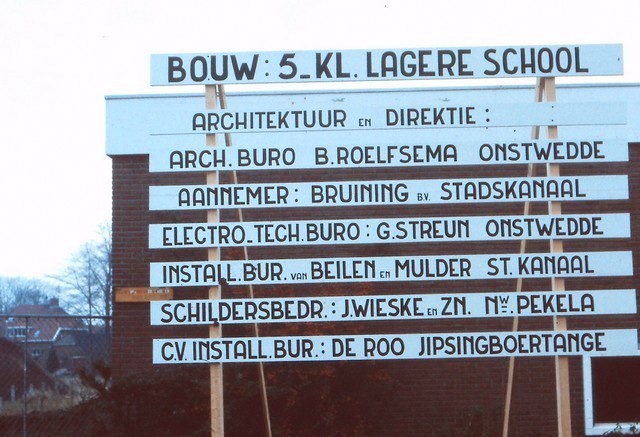 BOUW: 5-KL. LAGERE SCHOOL
ARCHITEKTUUR EN DIREKTIE:
ARCH. BURO B. ROELFSEMA ONSTWEDDE
AANNEMER: BRUINING B.V. STADSKANAAL
ELECTRO-TECH. BURO: G. STREUN ONSTWEDDE
INSTALL. BUR. VAN BEILEN EN MULDER ST. KANAAL
SCHILDERSBEDR.: J. WIESKE EN ZN. NW. PEKELA
C.V. INSTALL. BUR.: DE ROO JIPSINGBOERTANGE